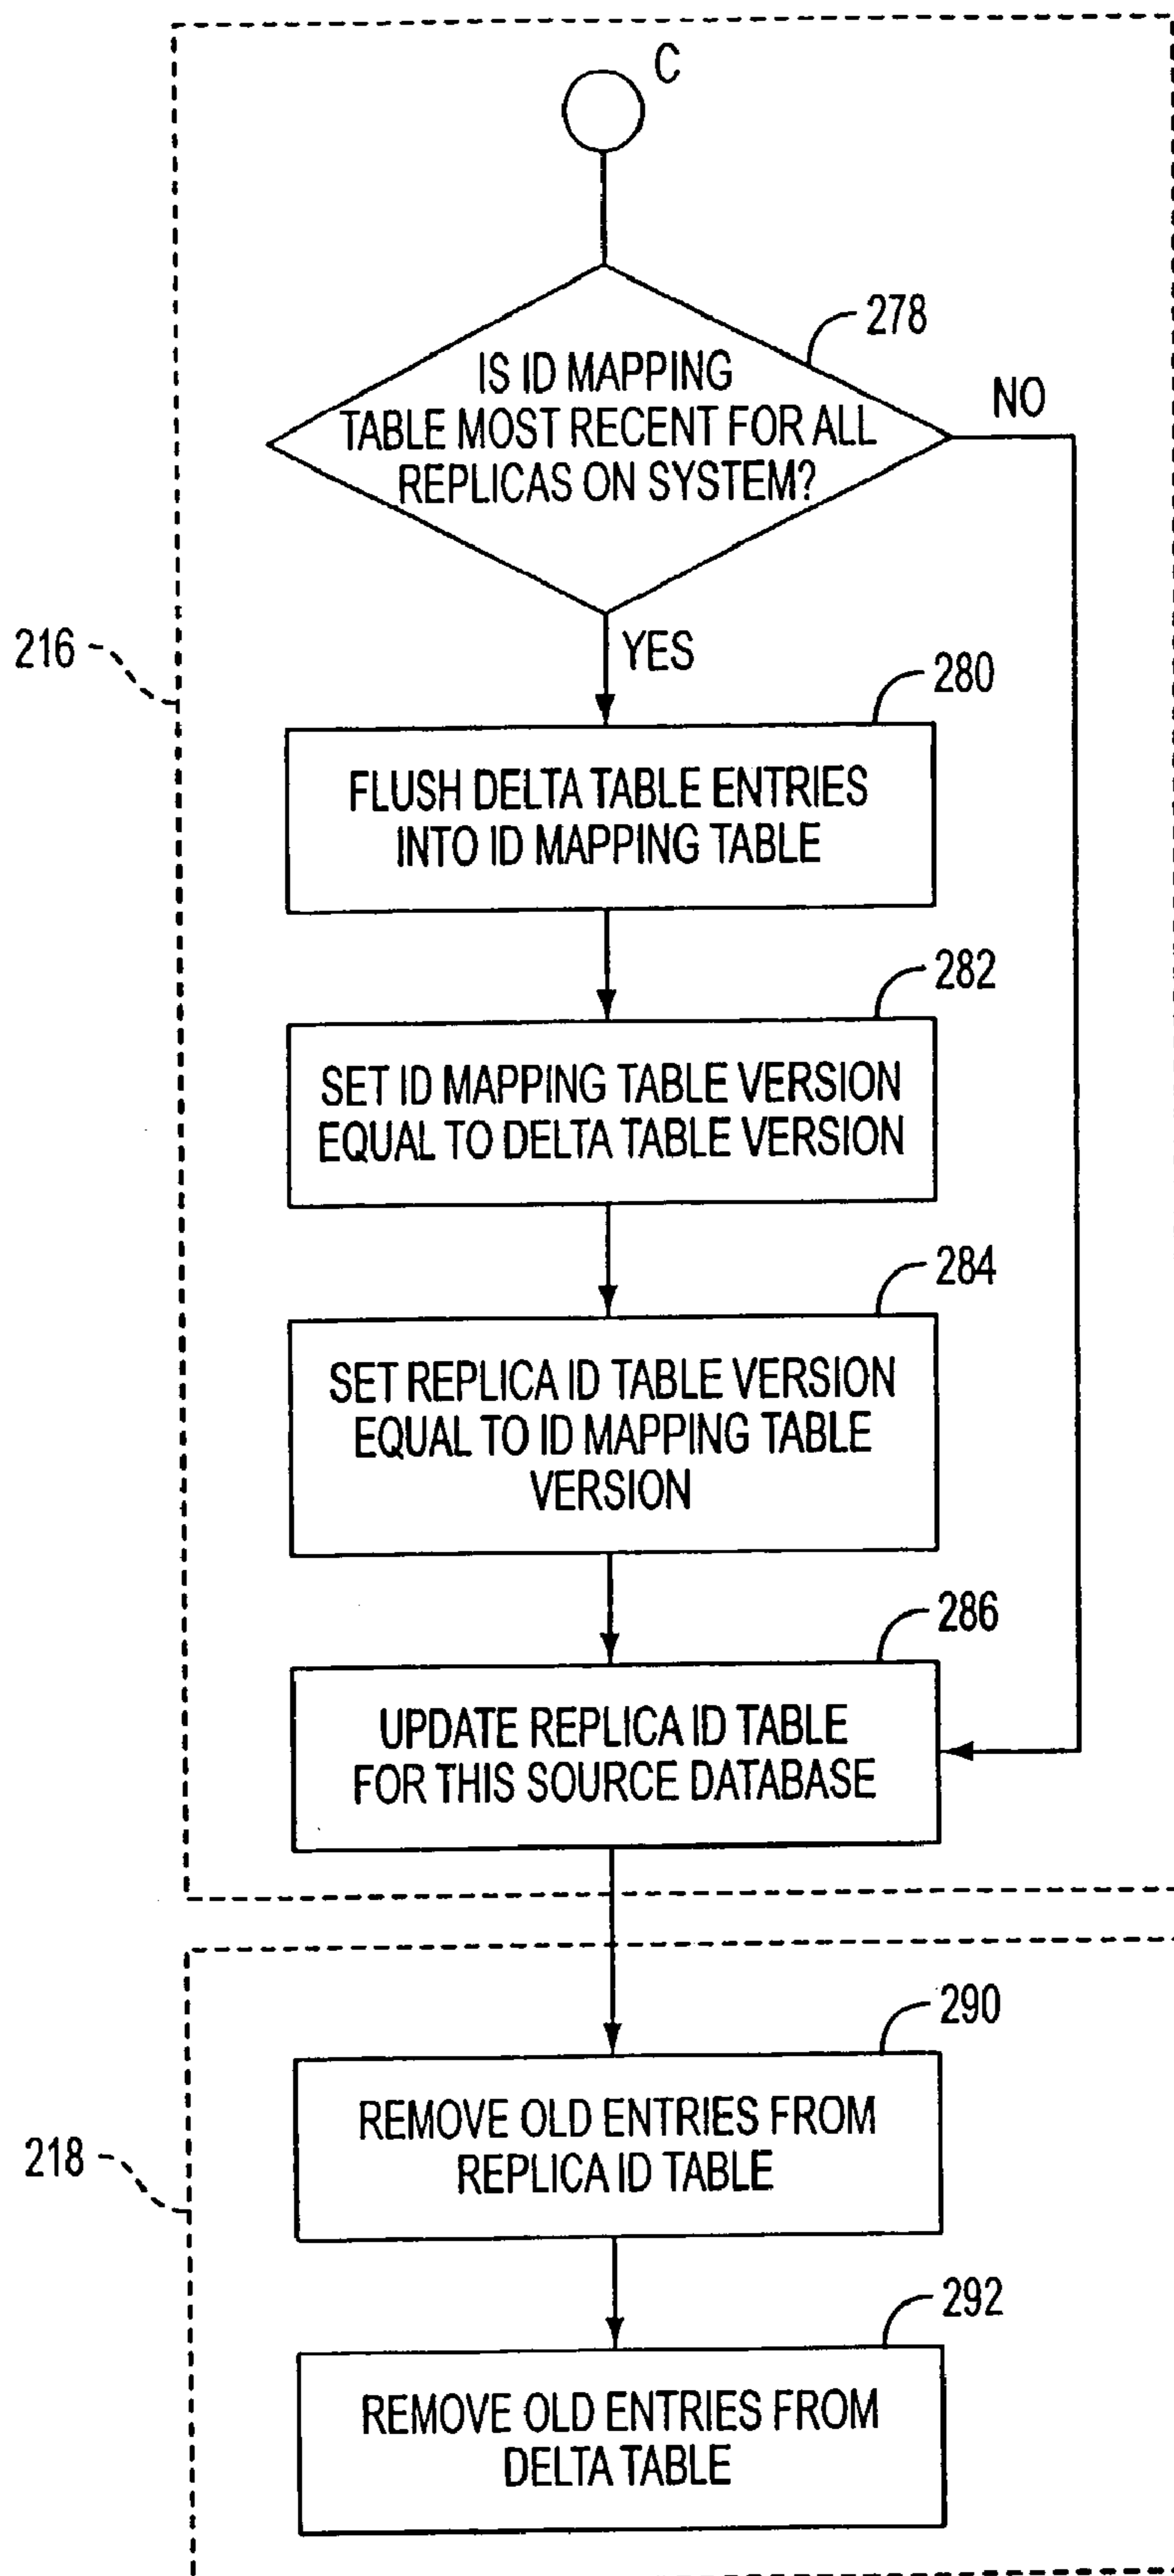 C
278
IS ID MAPPING
TABLE MOST RECENT FOR ALL
REPLICAS ON SYSTEM?
NO
216
YES
280
FLUSH DELTA TABLE ENTRIES
INTO ID MAPPING TABLE
282
SET ID MAPPING TABLE VERSION
EQUAL TO DELTA TABLE VERSION
284
SET REPLICA ID TABLE VERSION
EQUAL TO ID MAPPING TABLE
VERSION
286
UPDATE REPLICA ID TABLE
FOR THIS SOURCE DATABASE
290
REMOVE OLD ENTRIES FROM
REPLICA ID TABLE
218
292
REMOVE OLD ENTRIES FROM
DELTA TABLE